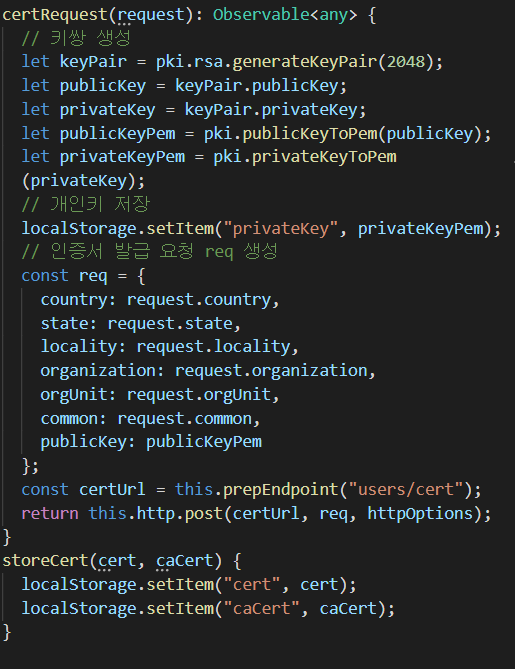 certRequest(request): Observable<any> {
  // 키쌍 생성
  let keyPair = pki.rsa.generateKeyPair(2048);
  let publicKey = keyPair.publicKey;
  let privateKey = keyPair.privateKey;
  let publicKeyPem = pki.publicKeyToPem(publicKey);
  let privateKeyPem = pki.privateKeyToPem
  (privateKey);
  // 개인키 저장
  localStorage.setItem("privateKey", privateKeyPem);
  // 인증서 발급 요청 req 생성
  const req = {
    country: request.country,
    state: request.state,
    locality: request.locality,
    organization: request.organization,
    orgUnit: request.orgUnit,
    common: request.common,
    publicKey: publicKeyPem
  };
  const certUrl = this.prepEndpoint("users/cert");
  return this.http.post(certUrl, req, httpOptions);
}
storeCert(cert, caCert) {
  localStorage.setItem("cert", cert);
  localStorage.setItem("caCert", caCert);
}